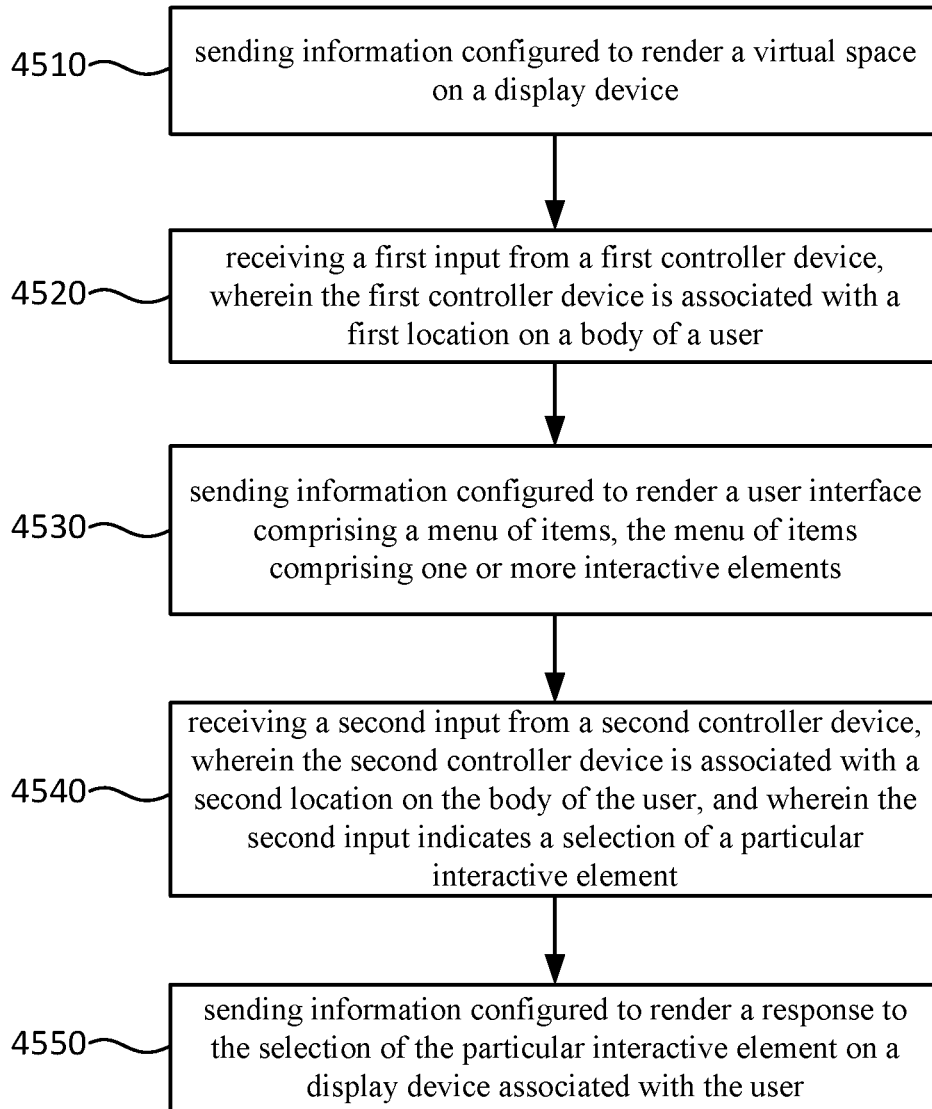 4510
sending information configured to render a virtual space
on a display device
4520
receiving a first input from a first controller device,
wherein the first controller device is associated with a
first location on a body of a user
4530
sending information configured to render a user interface
comprising a menu of items, the menu of items
comprising one or more interactive elements
4540
receiving a second input from a second controller device,
wherein the second controller device is associated with a
second location on the body of the user, and wherein the
second input indicates a selection of a particular
interactive element
4550
sending information configured to render a response to
the selection of the particular interactive element on a
display device associated with the user